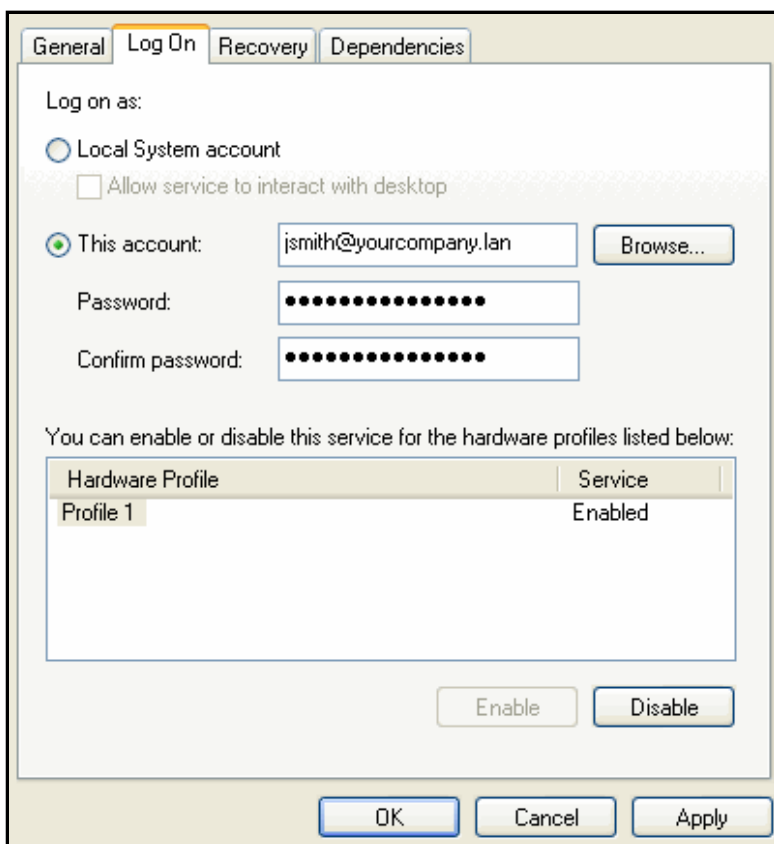 General Log On Recovery Dependencies
Log on as:
Local System account
Allow service to interact with desktop
This account: jsmith@yourcompany.lan Browse...
Password: ●●●●●●●●●●●●●●●
Confirm password: ●●●●●●●●●●●●●●●
You can enable or disable this service for the hardware profiles listed below:
Hardware Profile Service
Profile 1 Enabled
Enable Disable
OK Cancel Apply